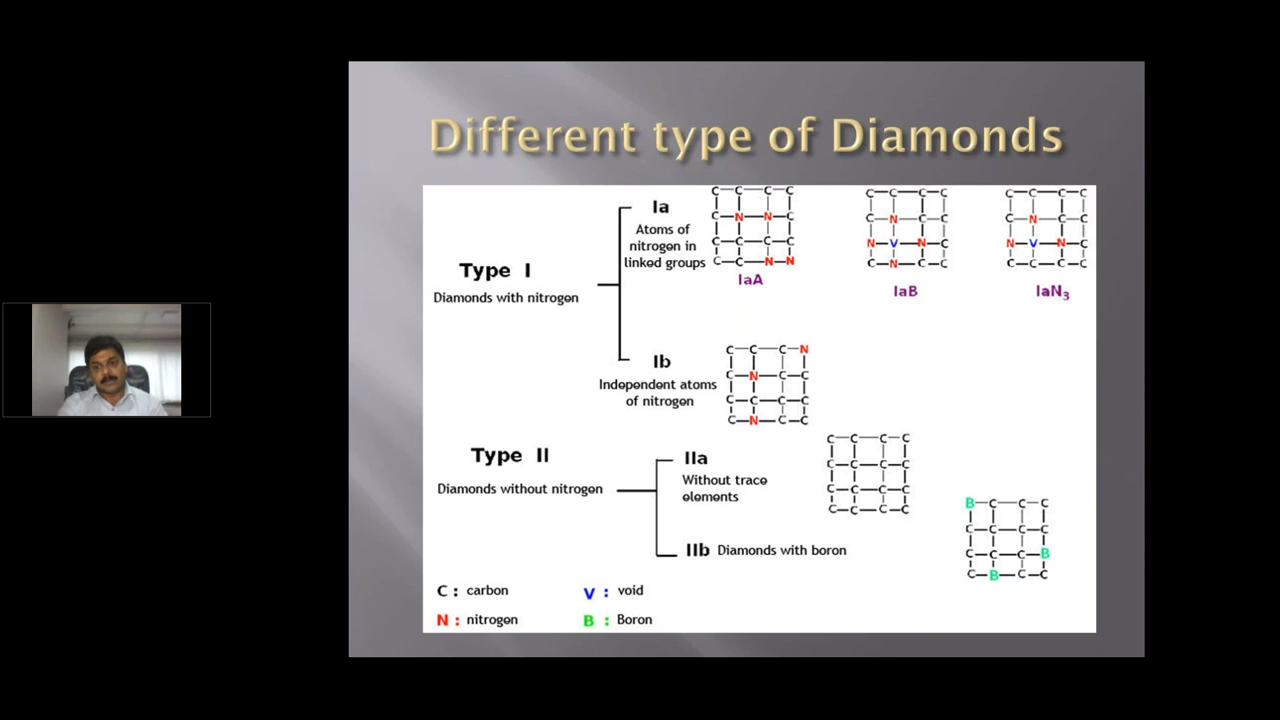 Different type of Diamonds
Ia
Atoms of
nitrogen in
linked groups
Type I
Diamonds with nitrogen
C C C C
C N N C
C C C C
C C N N
IaA
C C C C
C N C C
N V N C
C N C C
IaB
C C C C
C N C C
N V N C
C C C C
IaN3
Ib
Independent atoms
of nitrogen
C C C N
C N C C
C C C C
C N C C
Type II
Diamonds without nitrogen
IIa
Without trace
elements
C C C C
C C C C
C C C C
C C C C
IIb Diamonds with boron
B C C C
C C C C
C C C B
C B C C
C : carbon
V : void
N : nitrogen
B : Boron